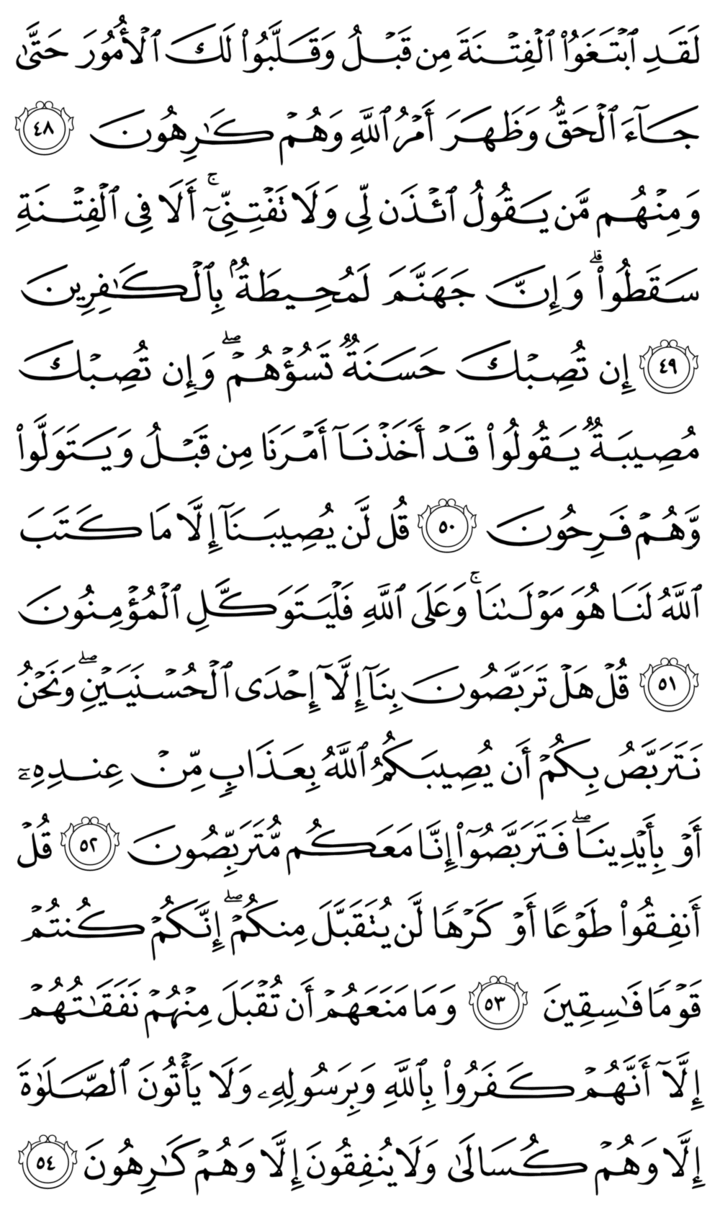 لَقَدِ ٱبۡتَغَوُاْ ٱلۡفِتۡنَةَ مِن قَبۡلُ وَقَلَّبُواْ لَكَ ٱلۡأُمُورَ حَتَّىٰ
جَآءَ ٱلۡحَقُّ وَظَهَرَ أَمۡرُ ٱللَّهِ وَهُمۡ كَٰرِهُونَ ٤٨
وَمِنۡهُم مَّن يَقُولُ ٱئۡذَن لِّي وَلَا تَفۡتِنِّيٓۚ أَلَا فِي ٱلۡفِتۡنَةِ
سَقَطُواْۗ وَإِنَّ جَهَنَّمَ لَمُحِيطَةُۢ بِٱلۡكَٰفِرِينَ
٤٩ إِن تُصِبۡكَ حَسَنَةٞ تَسُؤۡهُمۡۖ وَإِن تُصِبۡكَ
مُصِيبَةٞ يَقُولُواْ قَدۡ أَخَذۡنَآ أَمۡرَنَا مِن قَبۡلُ وَيَتَوَلَّواْ
وَّهُمۡ فَرِحُونَ ٥٠ قُل لَّن يُصِيبَنَآ إِلَّا مَا كَتَبَ
ٱللَّهُ لَنَا هُوَ مَوۡلَىٰنَاۚ وَعَلَى ٱللَّهِ فَلۡيَتَوَكَّلِ ٱلۡمُؤۡمِنُونَ
٥١ قُلۡ هَلۡ تَرَبَّصُونَ بِنَآ إِلَّآ إِحۡدَى ٱلۡحُسۡنَيَيۡنِۖ وَنَحۡنُ
نَتَرَبَّصُ بِكُمۡ أَن يُصِيبَكُمُ ٱللَّهُ بِعَذَابٖ مِّنۡ عِندِهِۦٓ
أَوۡ بِأَيۡدِينَاۖ فَتَرَبَّصُوٓاْ إِنَّا مَعَكُم مُّتَرَبِّصُونَ ٥٢ قُلۡ
أَنفِقُواْ طَوۡعًا أَوۡ كَرۡهٗا لَّن يُتَقَبَّلَ مِنكُمۡۖ إِنَّكُمۡ كُنتُمۡ
قَوۡمٗا فَٰسِقِينَ ٥٣ وَمَا مَنَعَهُمۡ أَن تُقۡبَلَ مِنۡهُمۡ نَفَقَٰتُهُمۡ
إِلَّآ أَنَّهُمۡ كَفَرُواْ بِٱللَّهِ وَبِرَسُولِهِۦ وَلَا يَأۡتُونَ ٱلصَّلَوٰةَ
إِلَّا وَهُمۡ كُسَالَىٰ وَلَا يُنفِقُونَ إِلَّا وَهُمۡ كَٰرِهُونَ ٥٤